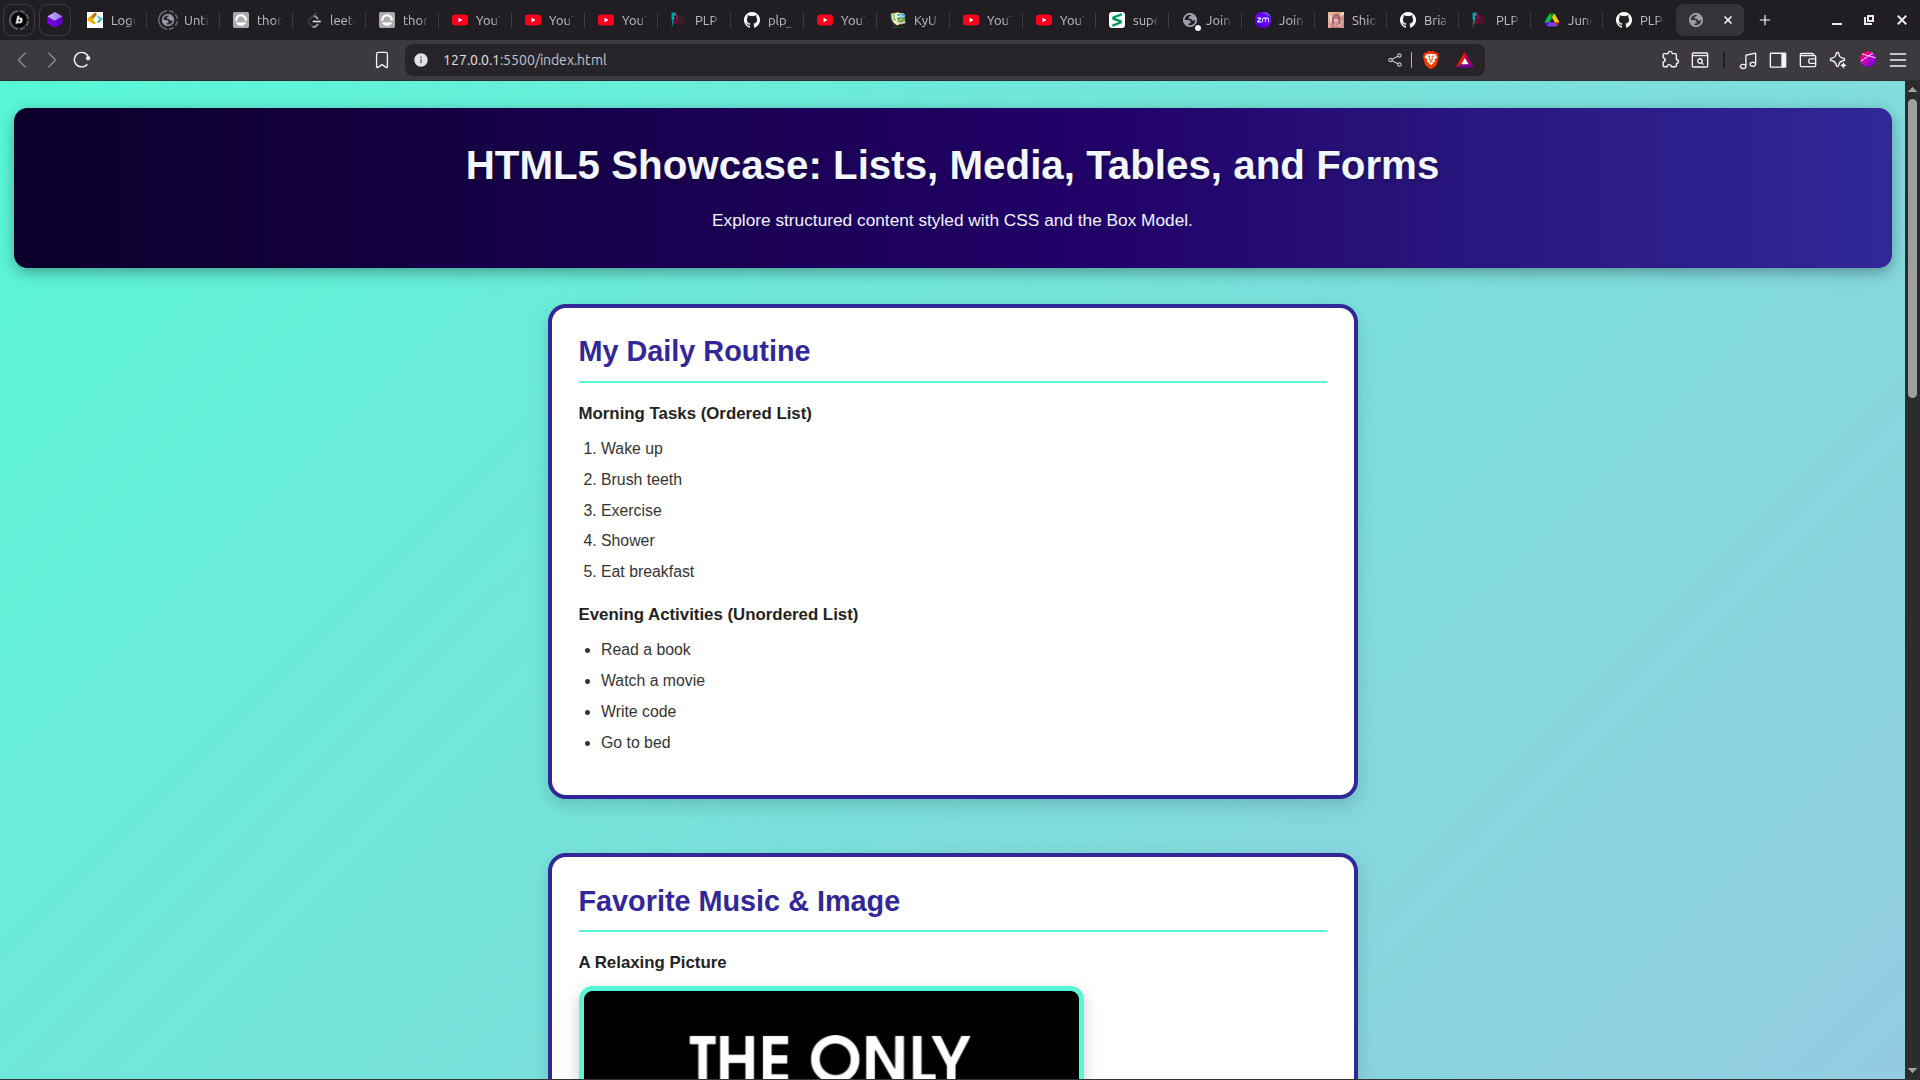 Log
Unti
thor
leet
thor
You
You
You
PLP
plp_
You
KyU
You
You
supe
Join
Join
Shio
Bria
PLP
Jun
PLP
127.0.0.1:5500/index.html
HTML5 Showcase: Lists, Media, Tables, and Forms
Explore structured content styled with CSS and the Box Model.
My Daily Routine
Morning Tasks (Ordered List)
1. Wake up
2. Brush teeth
3. Exercise
4. Shower
5. Eat breakfast
Evening Activities (Unordered List)
• Read a book
• Watch a movie
• Write code
• Go to bed
Favorite Music & Image
A Relaxing Picture
THE ONLY